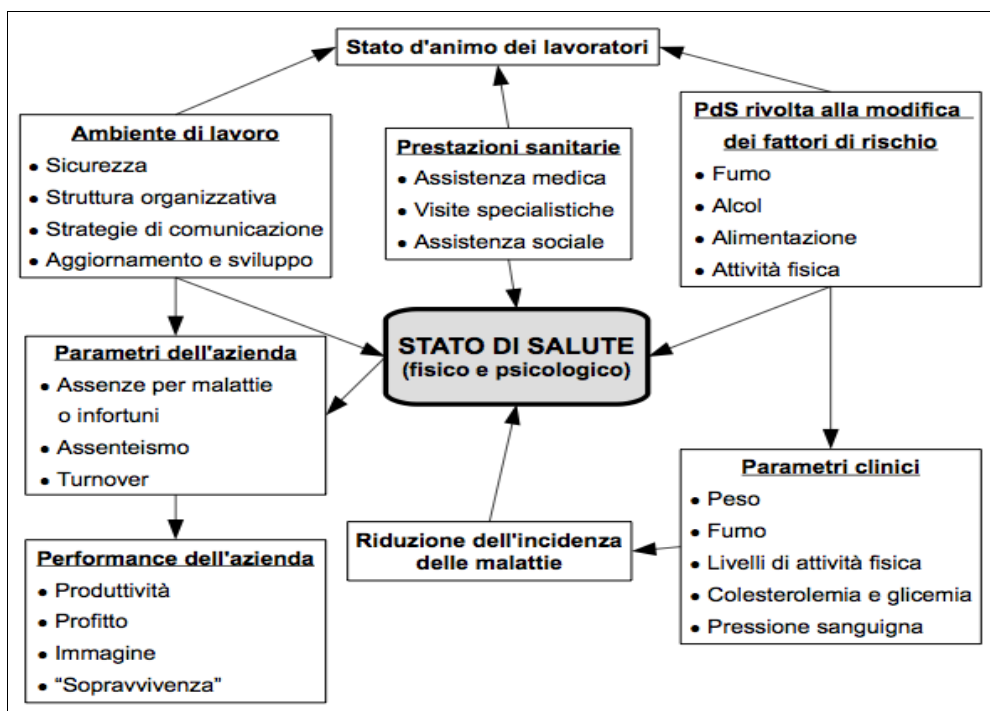 Stato d'animo dei lavoratori
Ambiente di lavoro
• Sicurezza
• Struttura organizzativa
• Strategie di comunicazione
• Aggiornamento e sviluppo
Prestazioni sanitarie
• Assistenza medica
• Visite specialistiche
• Assistenza sociale
PdS rivolta alla modifica
dei fattori di rischio
• Fumo
• Alcol
• Alimentazione
• Attività fisica
STATO DI SALUTE
(fisico e psicologico)
Parametri dell'azienda
• Assenze per malattie
o infortuni
• Assenteismo
• Turnover
Performance dell'azienda
• Produttività
• Profitto
• Immagine
• “Sopravvivenza”
Riduzione dell'incidenza
delle malattie
Parametri clinici
• Peso
• Fumo
• Livelli di attività fisica
• Colesterolemia e glicemia
• Pressione sanguigna